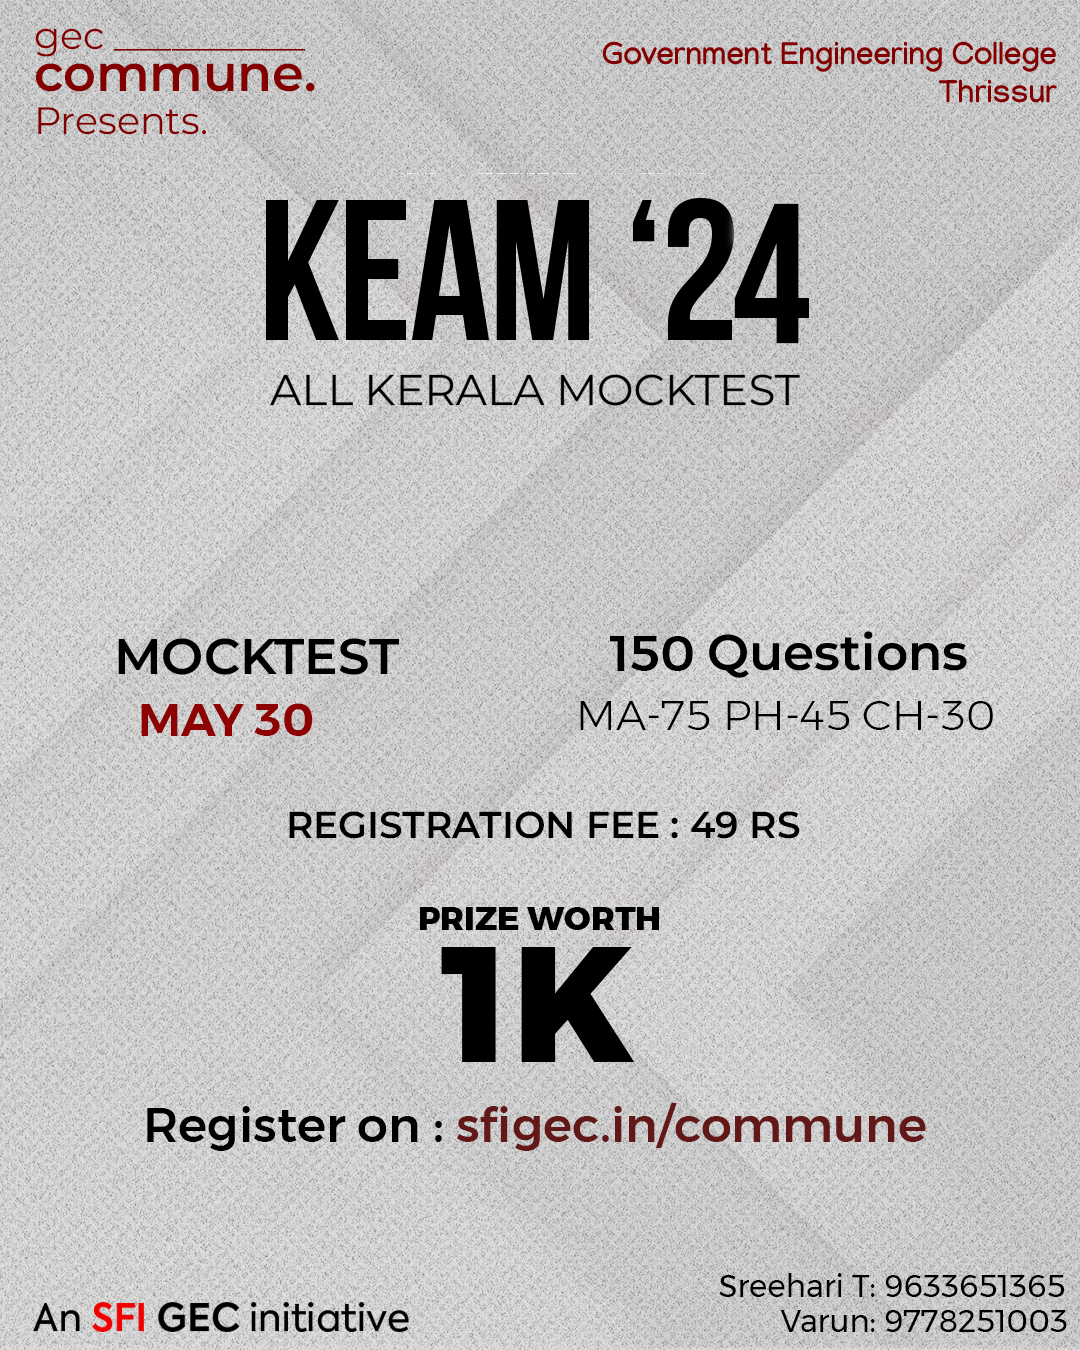 gec
commune.
Presents.
Government Engineering College
Thrissur
KEAM ‘24
ALL KERALA MOCKTEST
MOCKTEST
MAY 30
150 Questions
MA-75 PH-45 CH-30
REGISTRATION FEE : 49 RS
PRIZE WORTH
1K
Register on : sfigec.in/commune
An SFI GEC initiative
Sreehari T: 9633651365
Varun: 9778251003